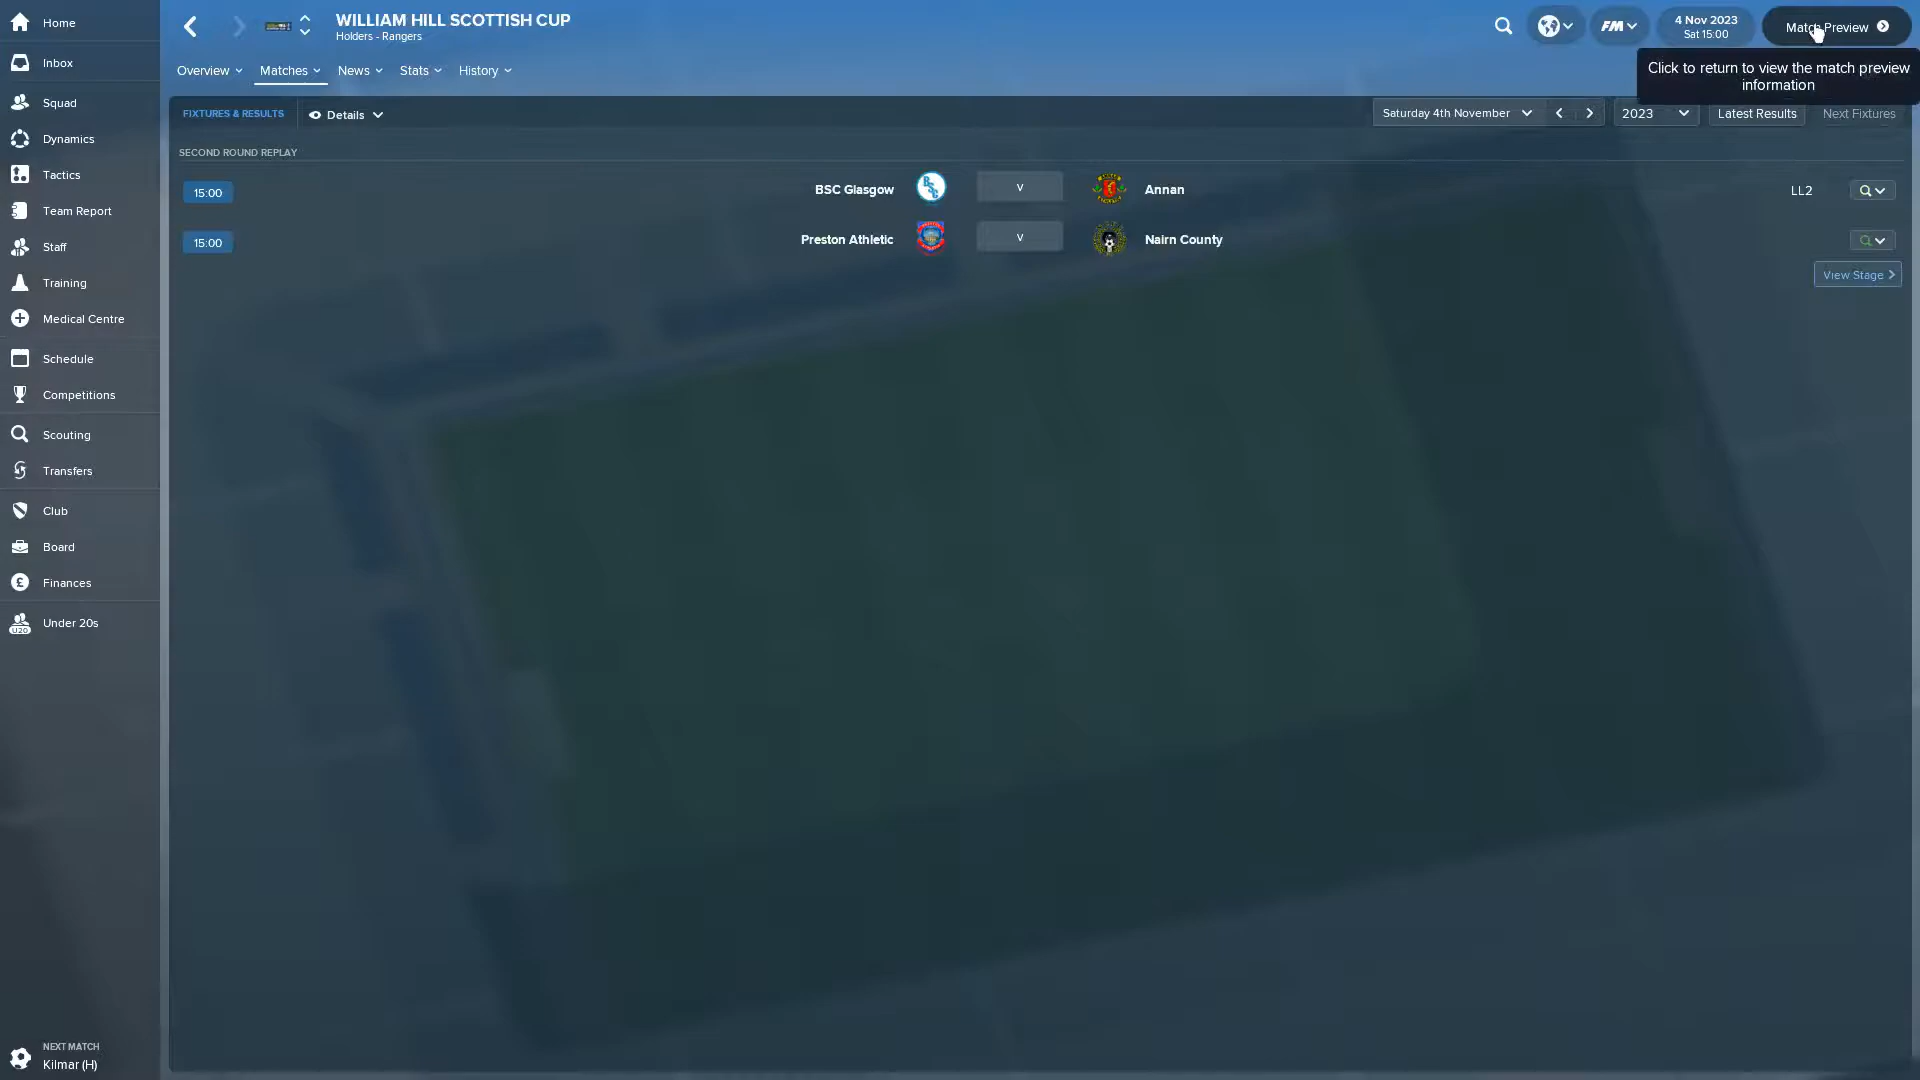 Home
Inbox
Squad
Dynamics
Tactics
Team Report
Staff
Training
Medical Centre
Schedule
Competitions
Scouting
Transfers
Club
Board
Finances
U20
Under 20s
NEXT MATCH
Kilmar (H)
WILLIAM HILL SCOTTISH CUP
Holders - Rangers
FM
4 Nov 2023
Sat 15:00
Match Preview
Click to return to view the match preview
information
Overview
Matches
News
Stats
History
FIXTURES & RESULTS
Details
Saturday 4th November
2023
Latest Results
Next Fixtures
SECOND ROUND REPLAY
15:00 BSC Glasgow v Annan LL2
15:00 Preston Athletic v Nairn County
View Stage